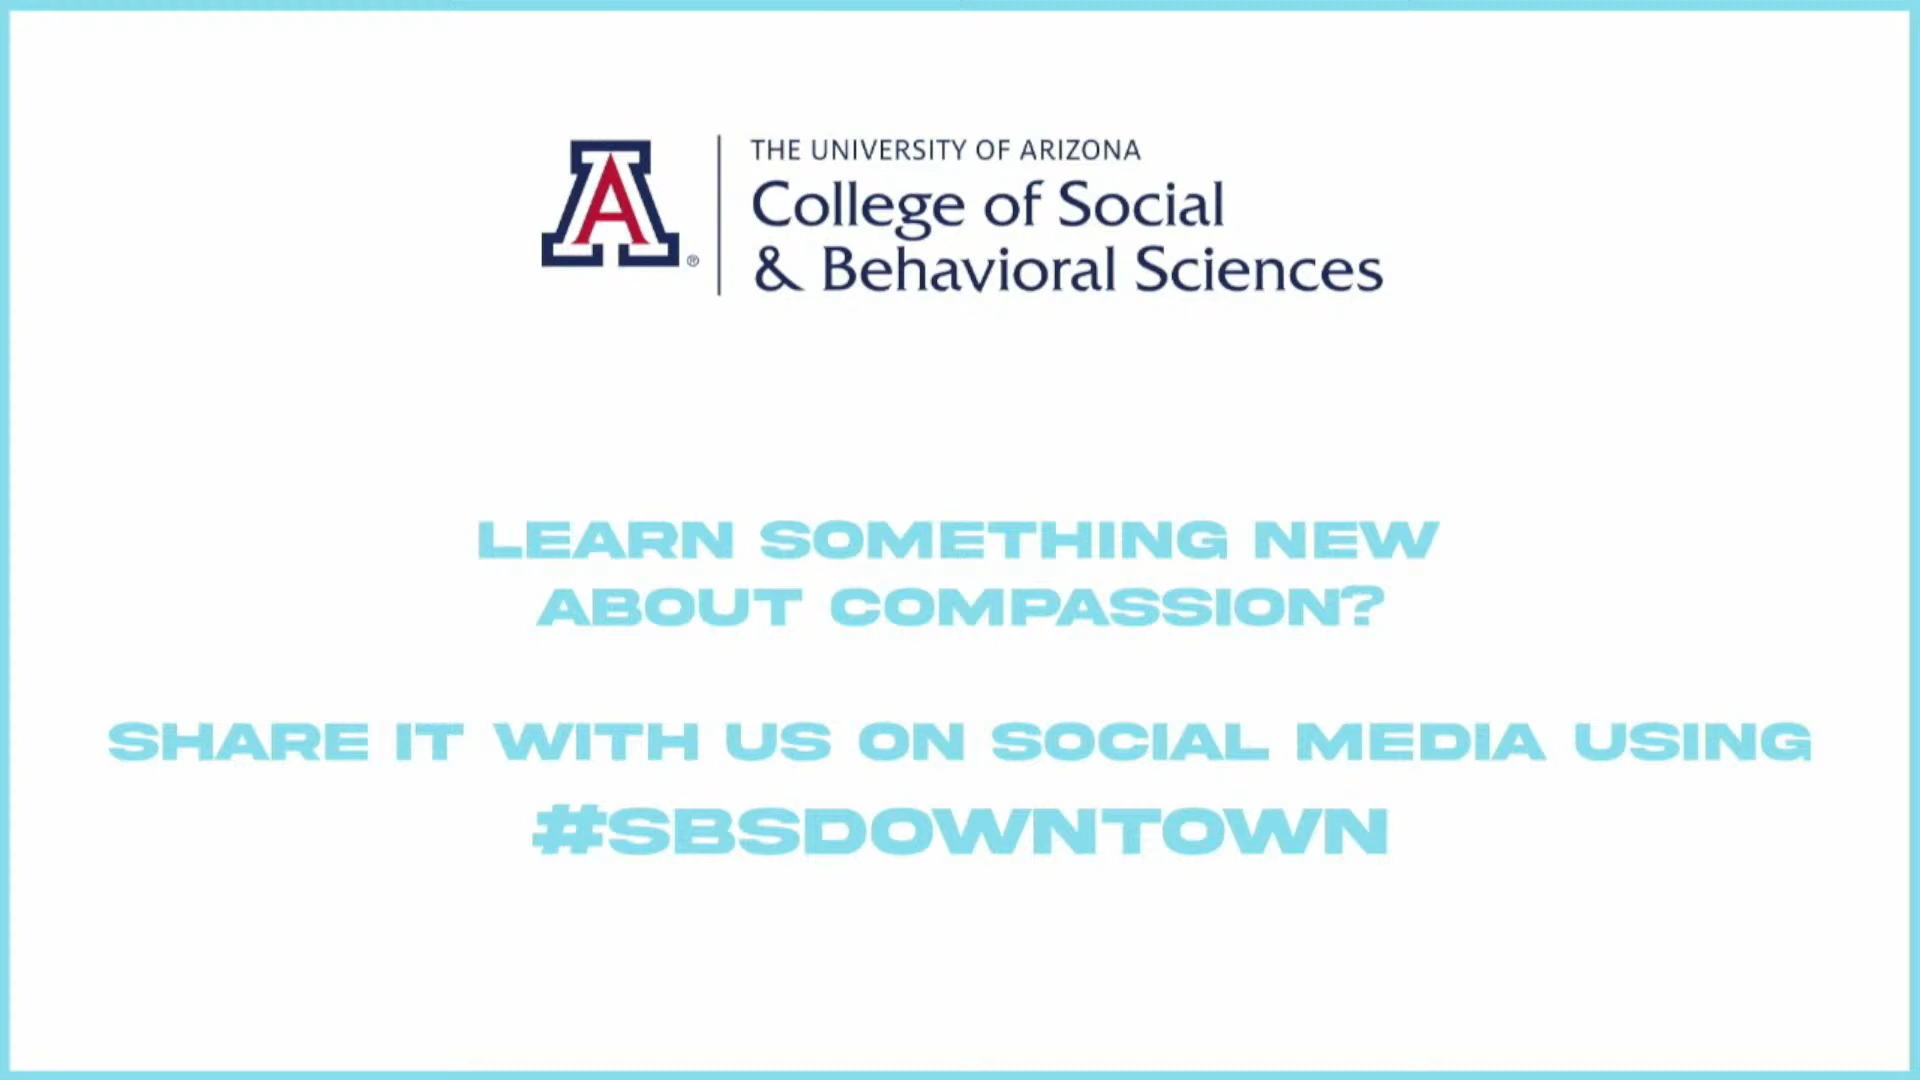 A®
THE UNIVERSITY OF ARIZONA
College of Social
& Behavioral Sciences
LEARN SOMETHING NEW
ABOUT COMPASSION?
SHARE IT WITH US ON SOCIAL MEDIA USING
#SBSDOWNTOWN